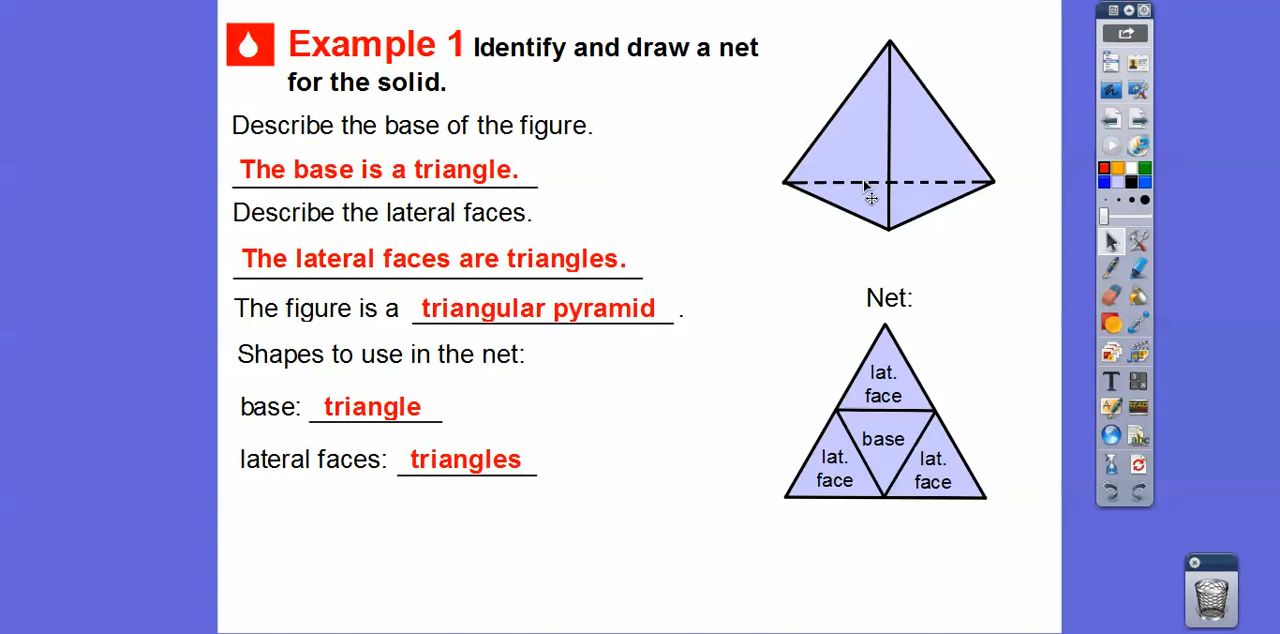 Example 1 Identify and draw a net
for the solid.
Describe the base of the figure.
The base is a triangle.
Describe the lateral faces.
The lateral faces are triangles.
The figure is a triangular pyramid .
Shapes to use in the net:
base: triangle
lateral faces: triangles
Net:
lat.
face
base
lat.
face
lat.
face